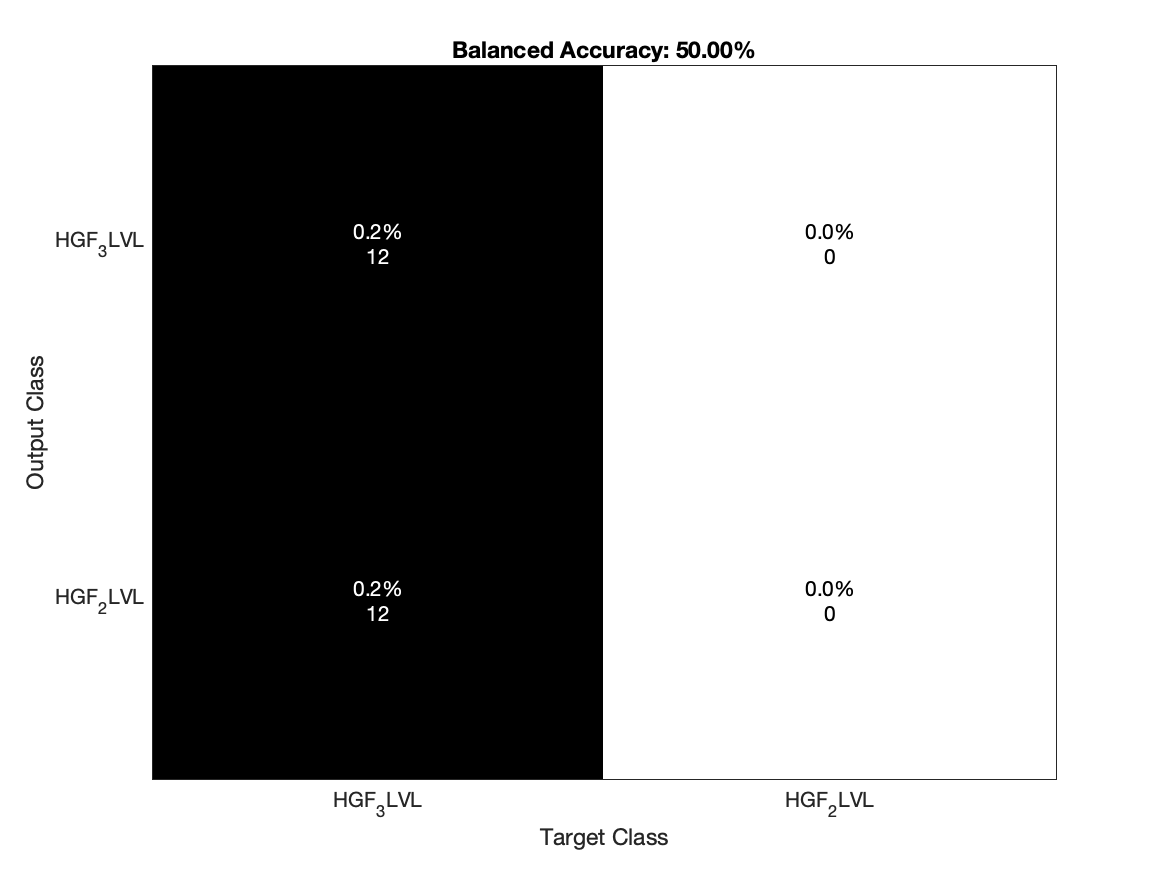 Balanced Accuracy: 50.00%
HGF3LVL
0.2%
12
0.0%
0
Output Class
HGF2LVL
0.2%
12
0.0%
0
HGF3LVL
HGF2LVL
Target Class